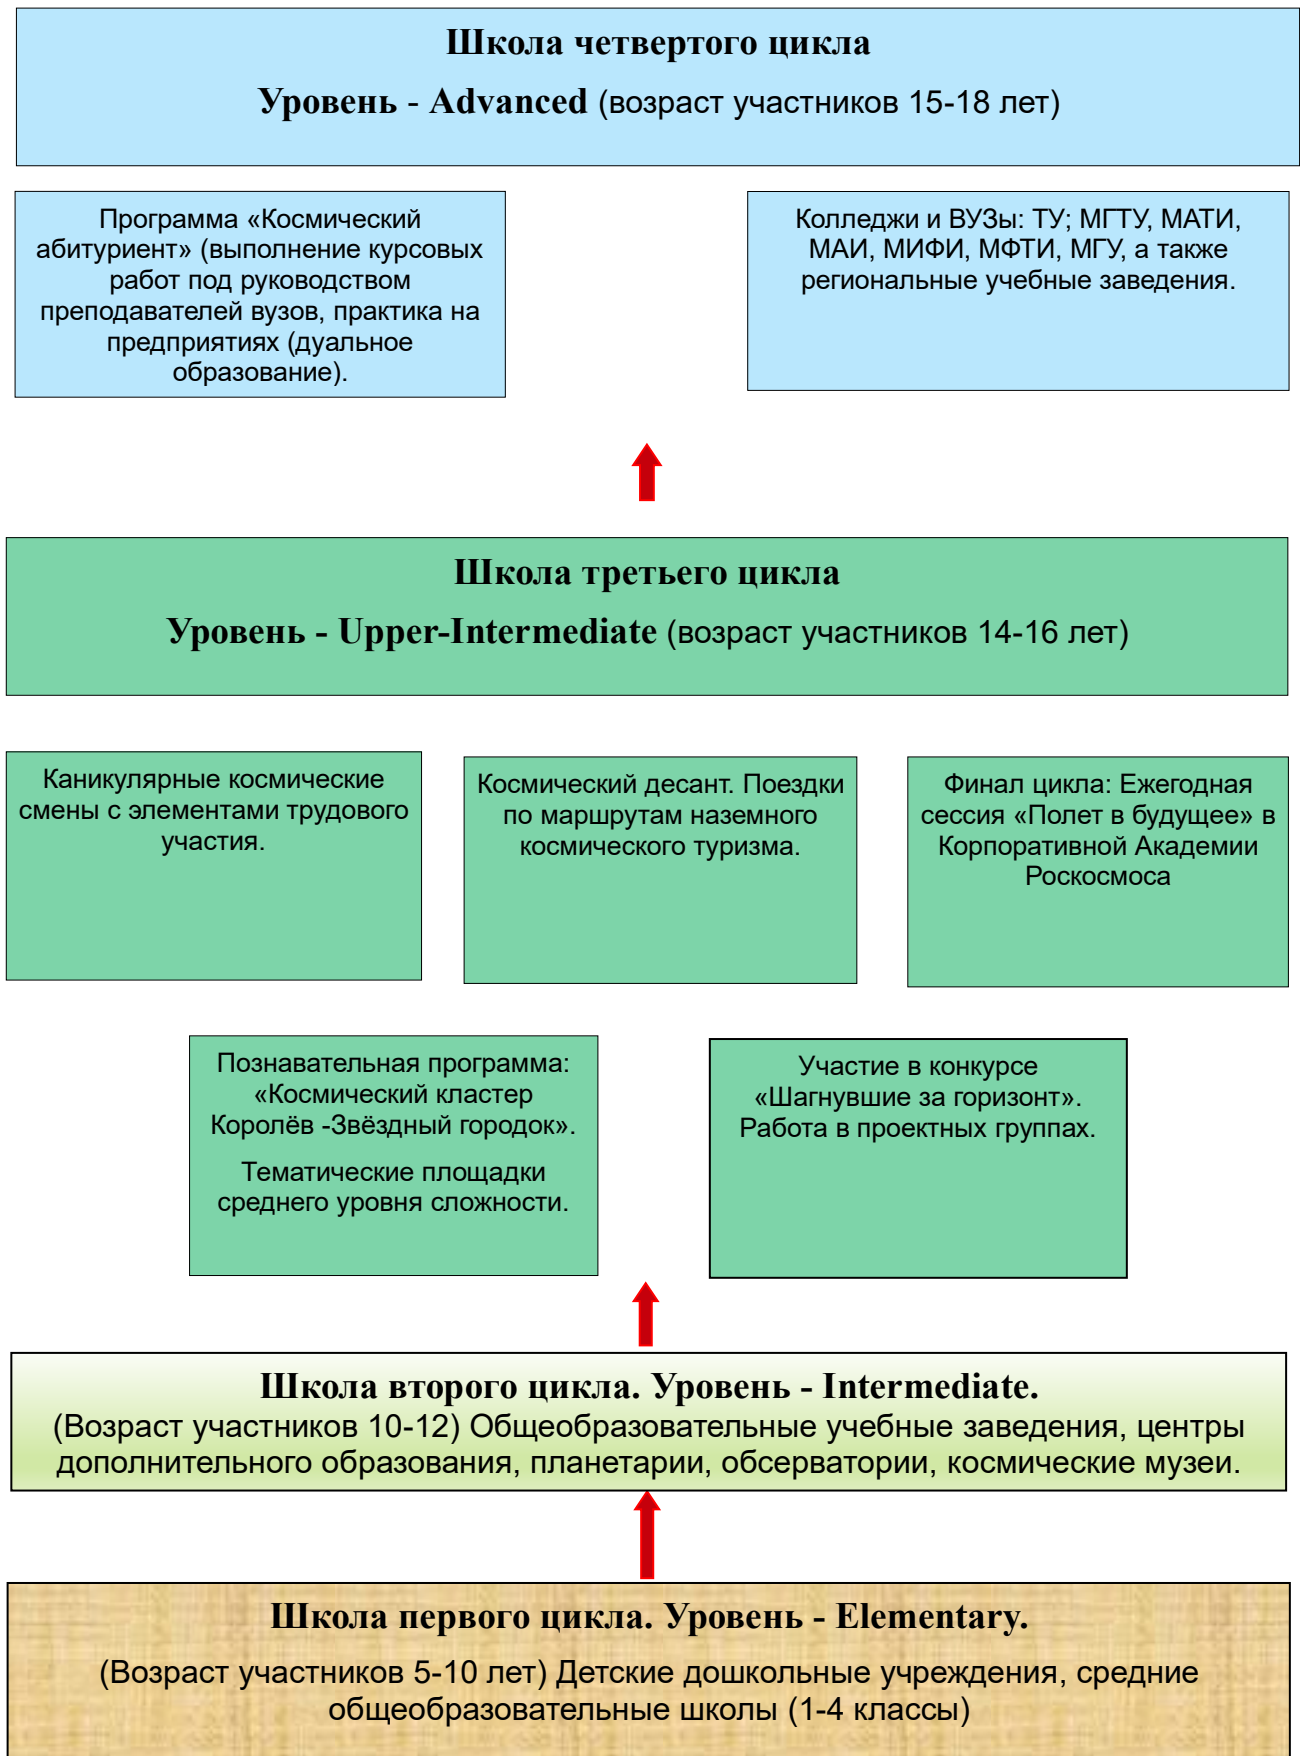 Школа четвертого цикла
Уровень - Advanced (возраст участников 15-18 лет)
Программа «Космический
абитуриент» (выполнение курсовых
работ под руководством
преподавателей вузов, практика на
предприятиях (дуальное
образование).
Колледжи и ВУЗы: ТУ; МГТУ, МАТИ,
МАИ, МИФИ, МФТИ, МГУ, а также
региональные учебные заведения.
Школа третьего цикла
Уровень - Upper-Intermediate (возраст участников 14-16 лет)
Каникулярные космические
смены с элементами трудового
участия.
Космический десант. Поездки
по маршрутам наземного
космического туризма.
Финал цикла: Ежегодная
сессия «Полет в будущее» в
Корпоративной Академии
Роскосмоса
Познавательная программа:
«Космический кластер
Королёв -Звёздный городок».
Тематические площадки
среднего уровня сложности.
Участие в конкурсе
«Шагнувшие за горизонт».
Работа в проектных группах.
Школа второго цикла. Уровень - Intermediate.
(Возраст участников 10-12) Общеобразовательные учебные заведения, центры
дополнительного образования, планетарии, обсерватории, космические музеи.
Школа первого цикла. Уровень - Elementary.
(Возраст участников 5-10 лет) Детские дошкольные учреждения, средние
общеобразовательные школы (1-4 классы)